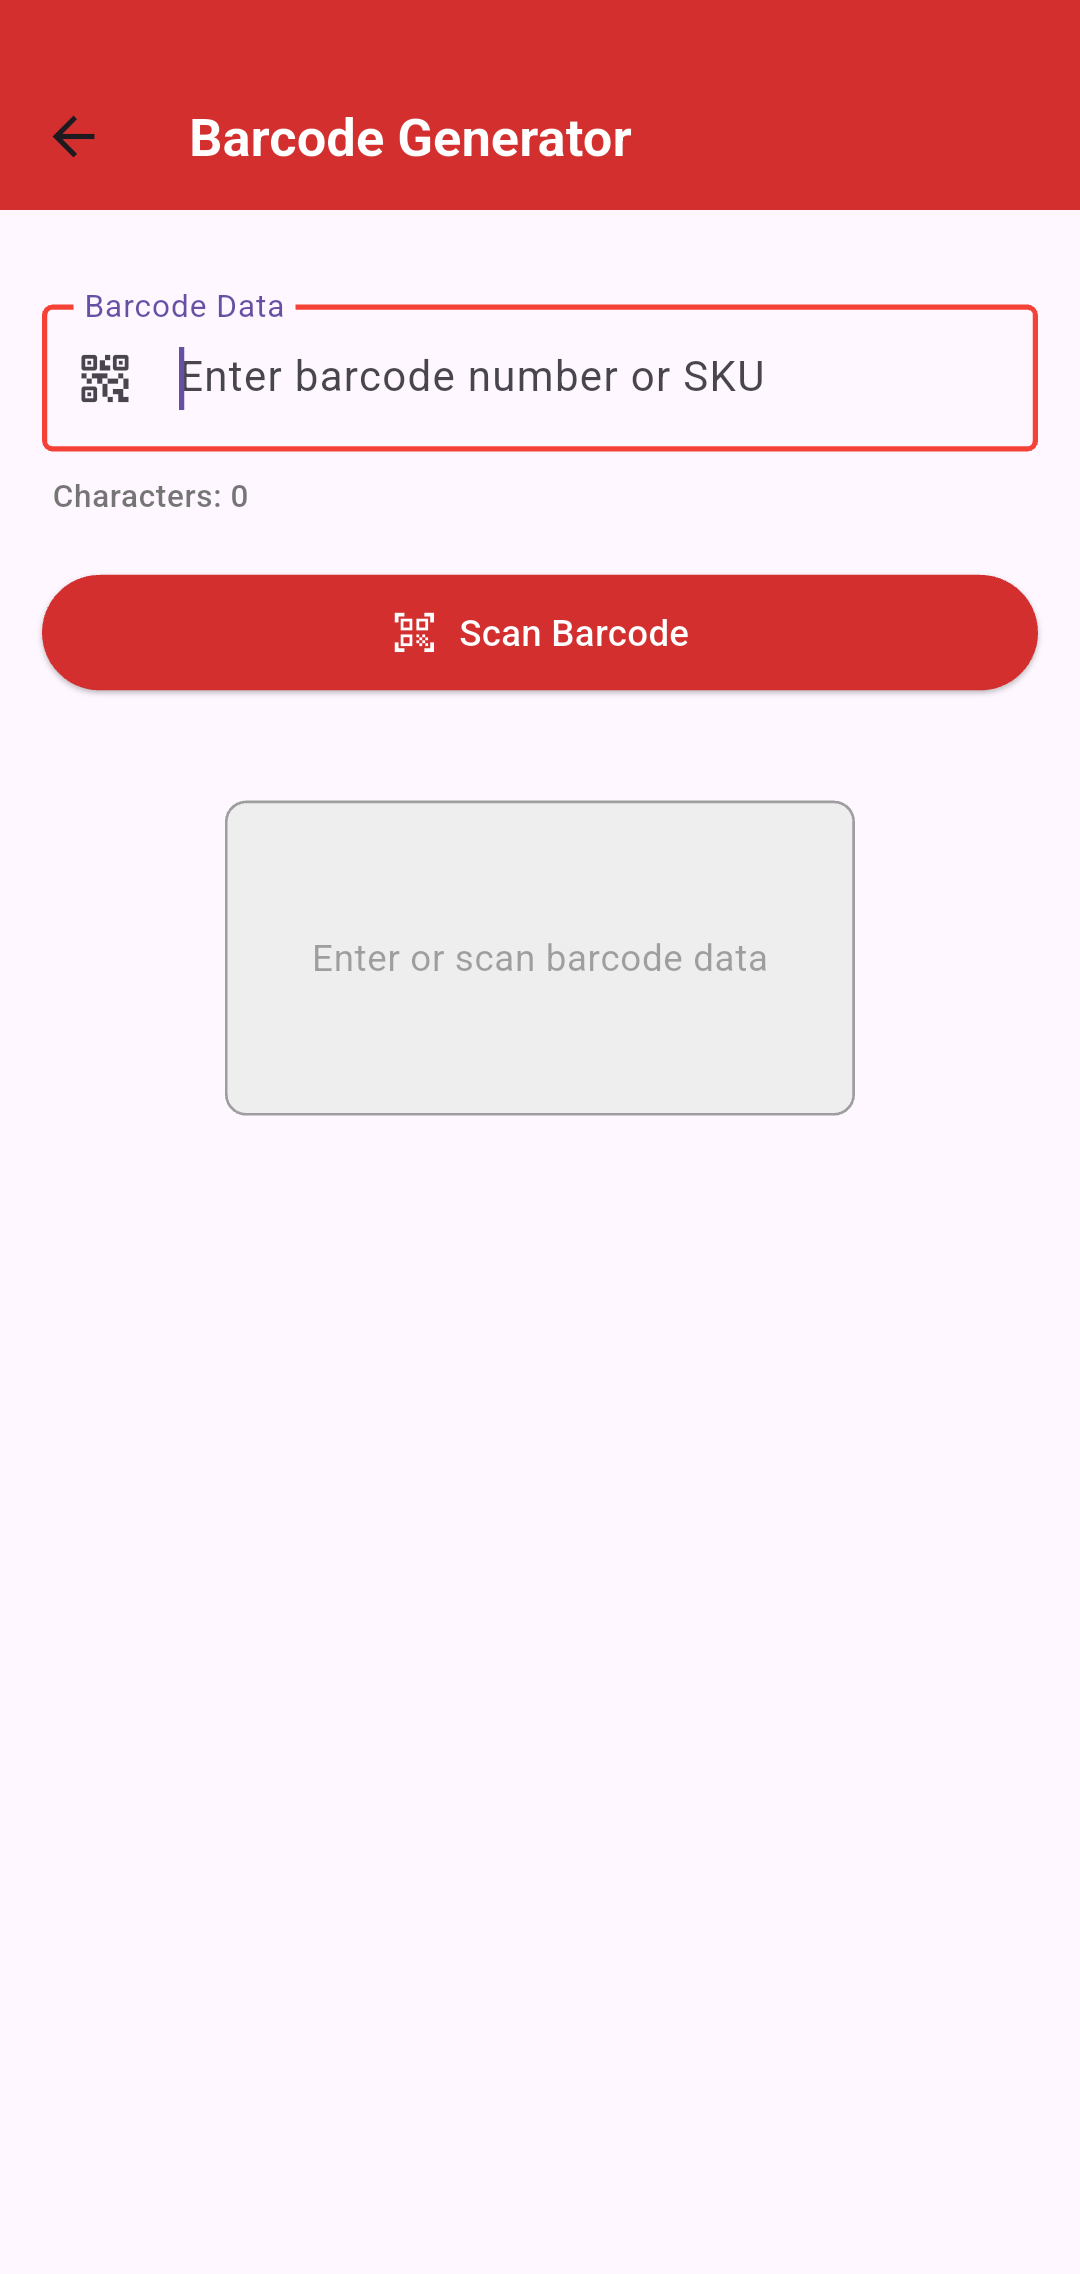 Barcode Generator
Barcode Data
Enter barcode number or SKU
Characters: 0
Scan Barcode
Enter or scan barcode data